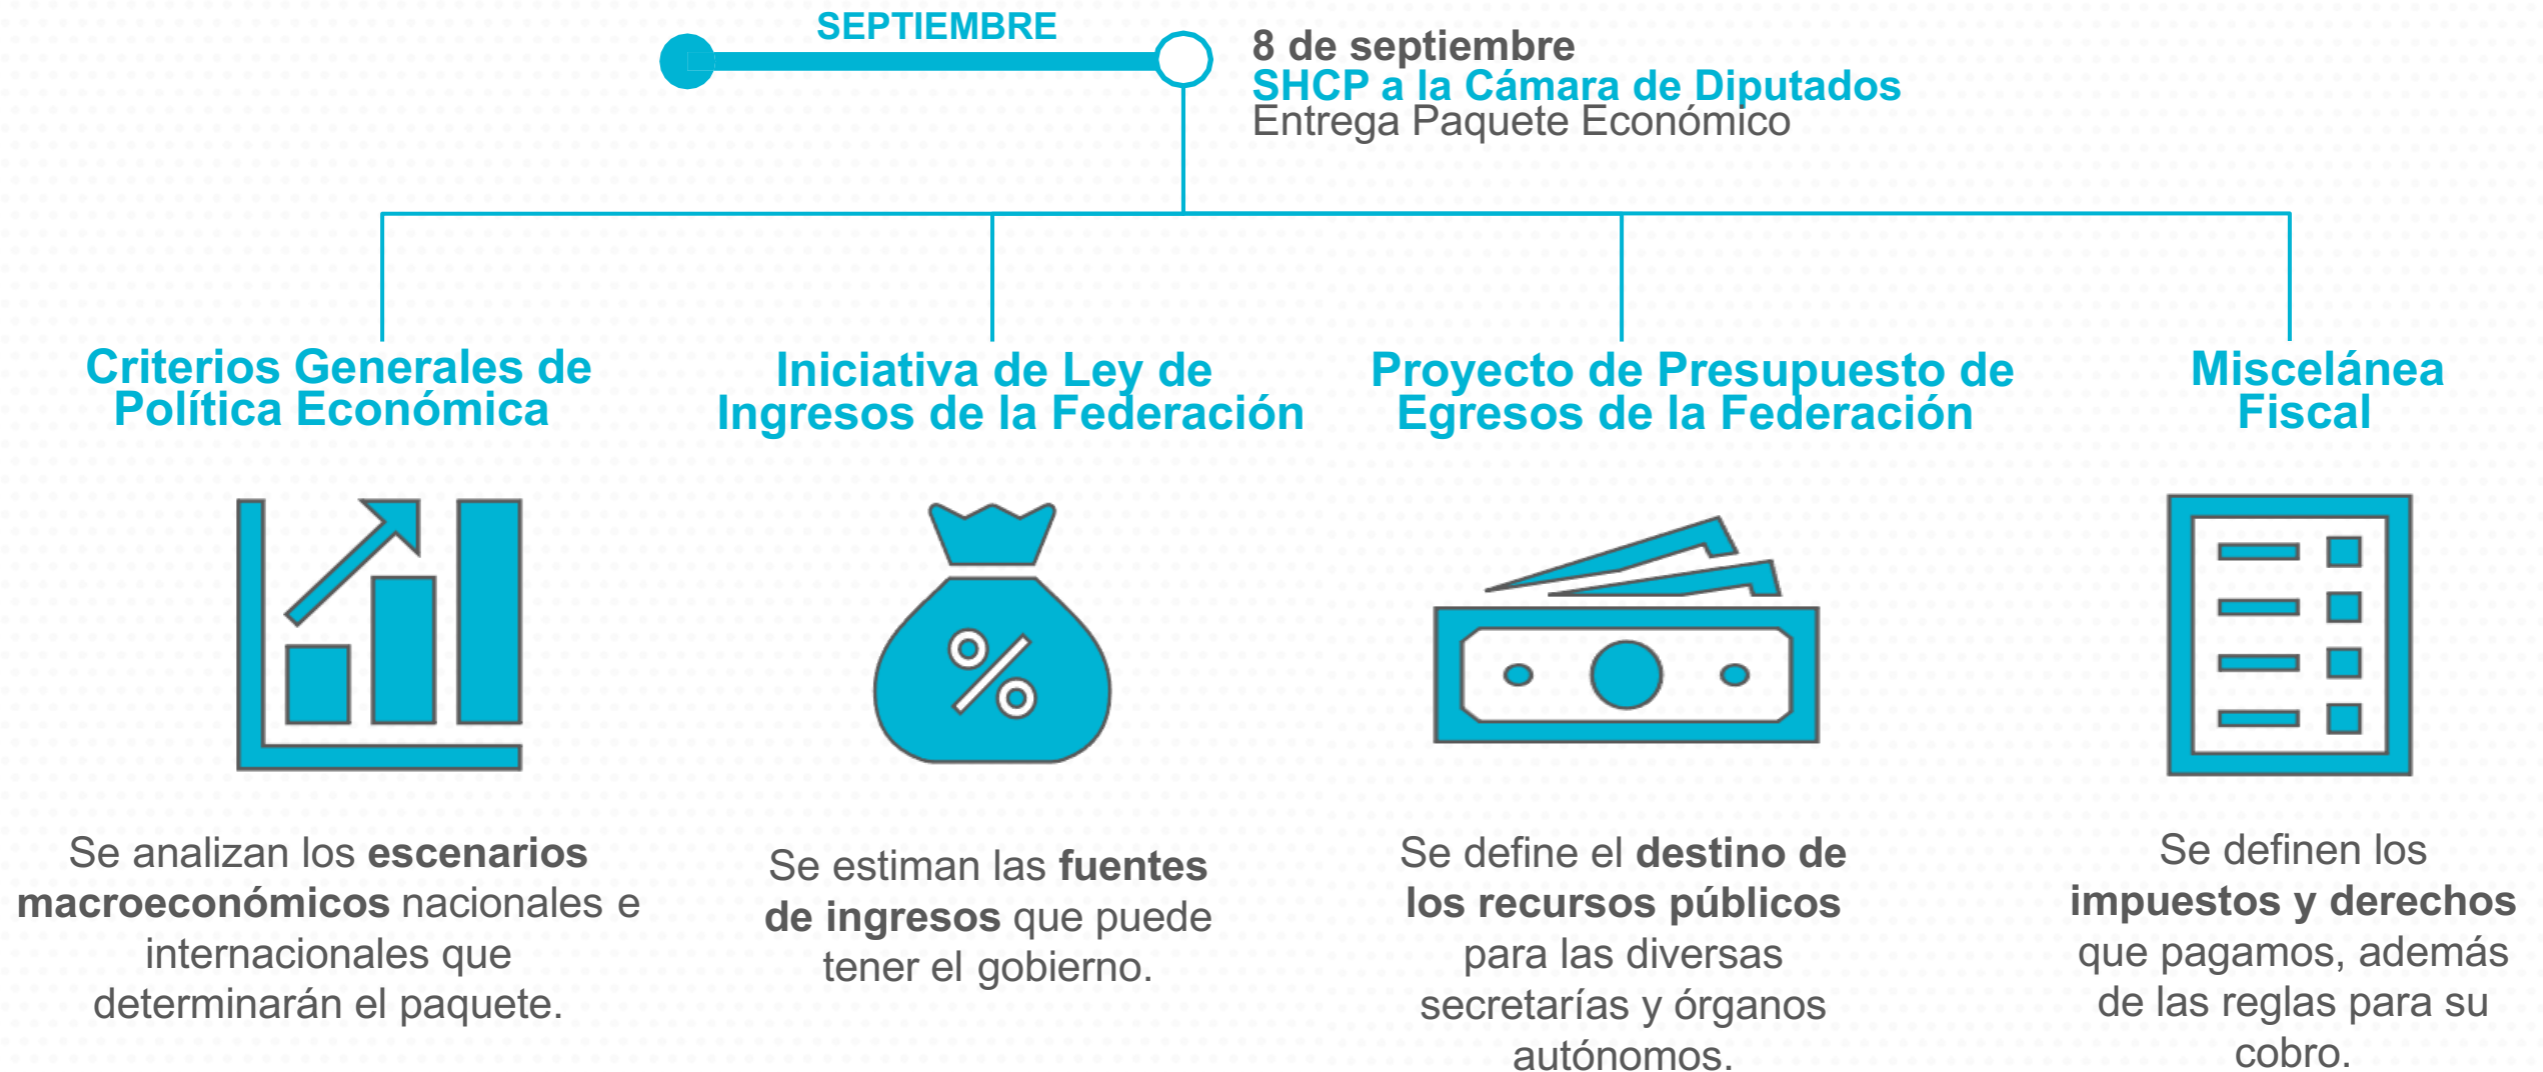 SEPTIEMBRE
8 de septiembre
SHCP a la Cámara de Diputados
Entrega Paquete Económico
Criterios Generales de
Política Económica
Se analizan los escenarios
macroeconómicos nacionales e
internacionales que
determinarán el paquete.
Iniciativa de Ley de
Ingresos de la Federación
%
Se estiman las fuentes
de ingresos que puede
tener el gobierno.
Proyecto de Presupuesto de
Egresos de la Federación
Se define el destino de
los recursos públicos
para las diversas
secretarías y órganos
autónomos.
Miscelánea
Fiscal
Se definen los
impuestos y derechos
que pagamos, además
de las reglas para su
cobro.